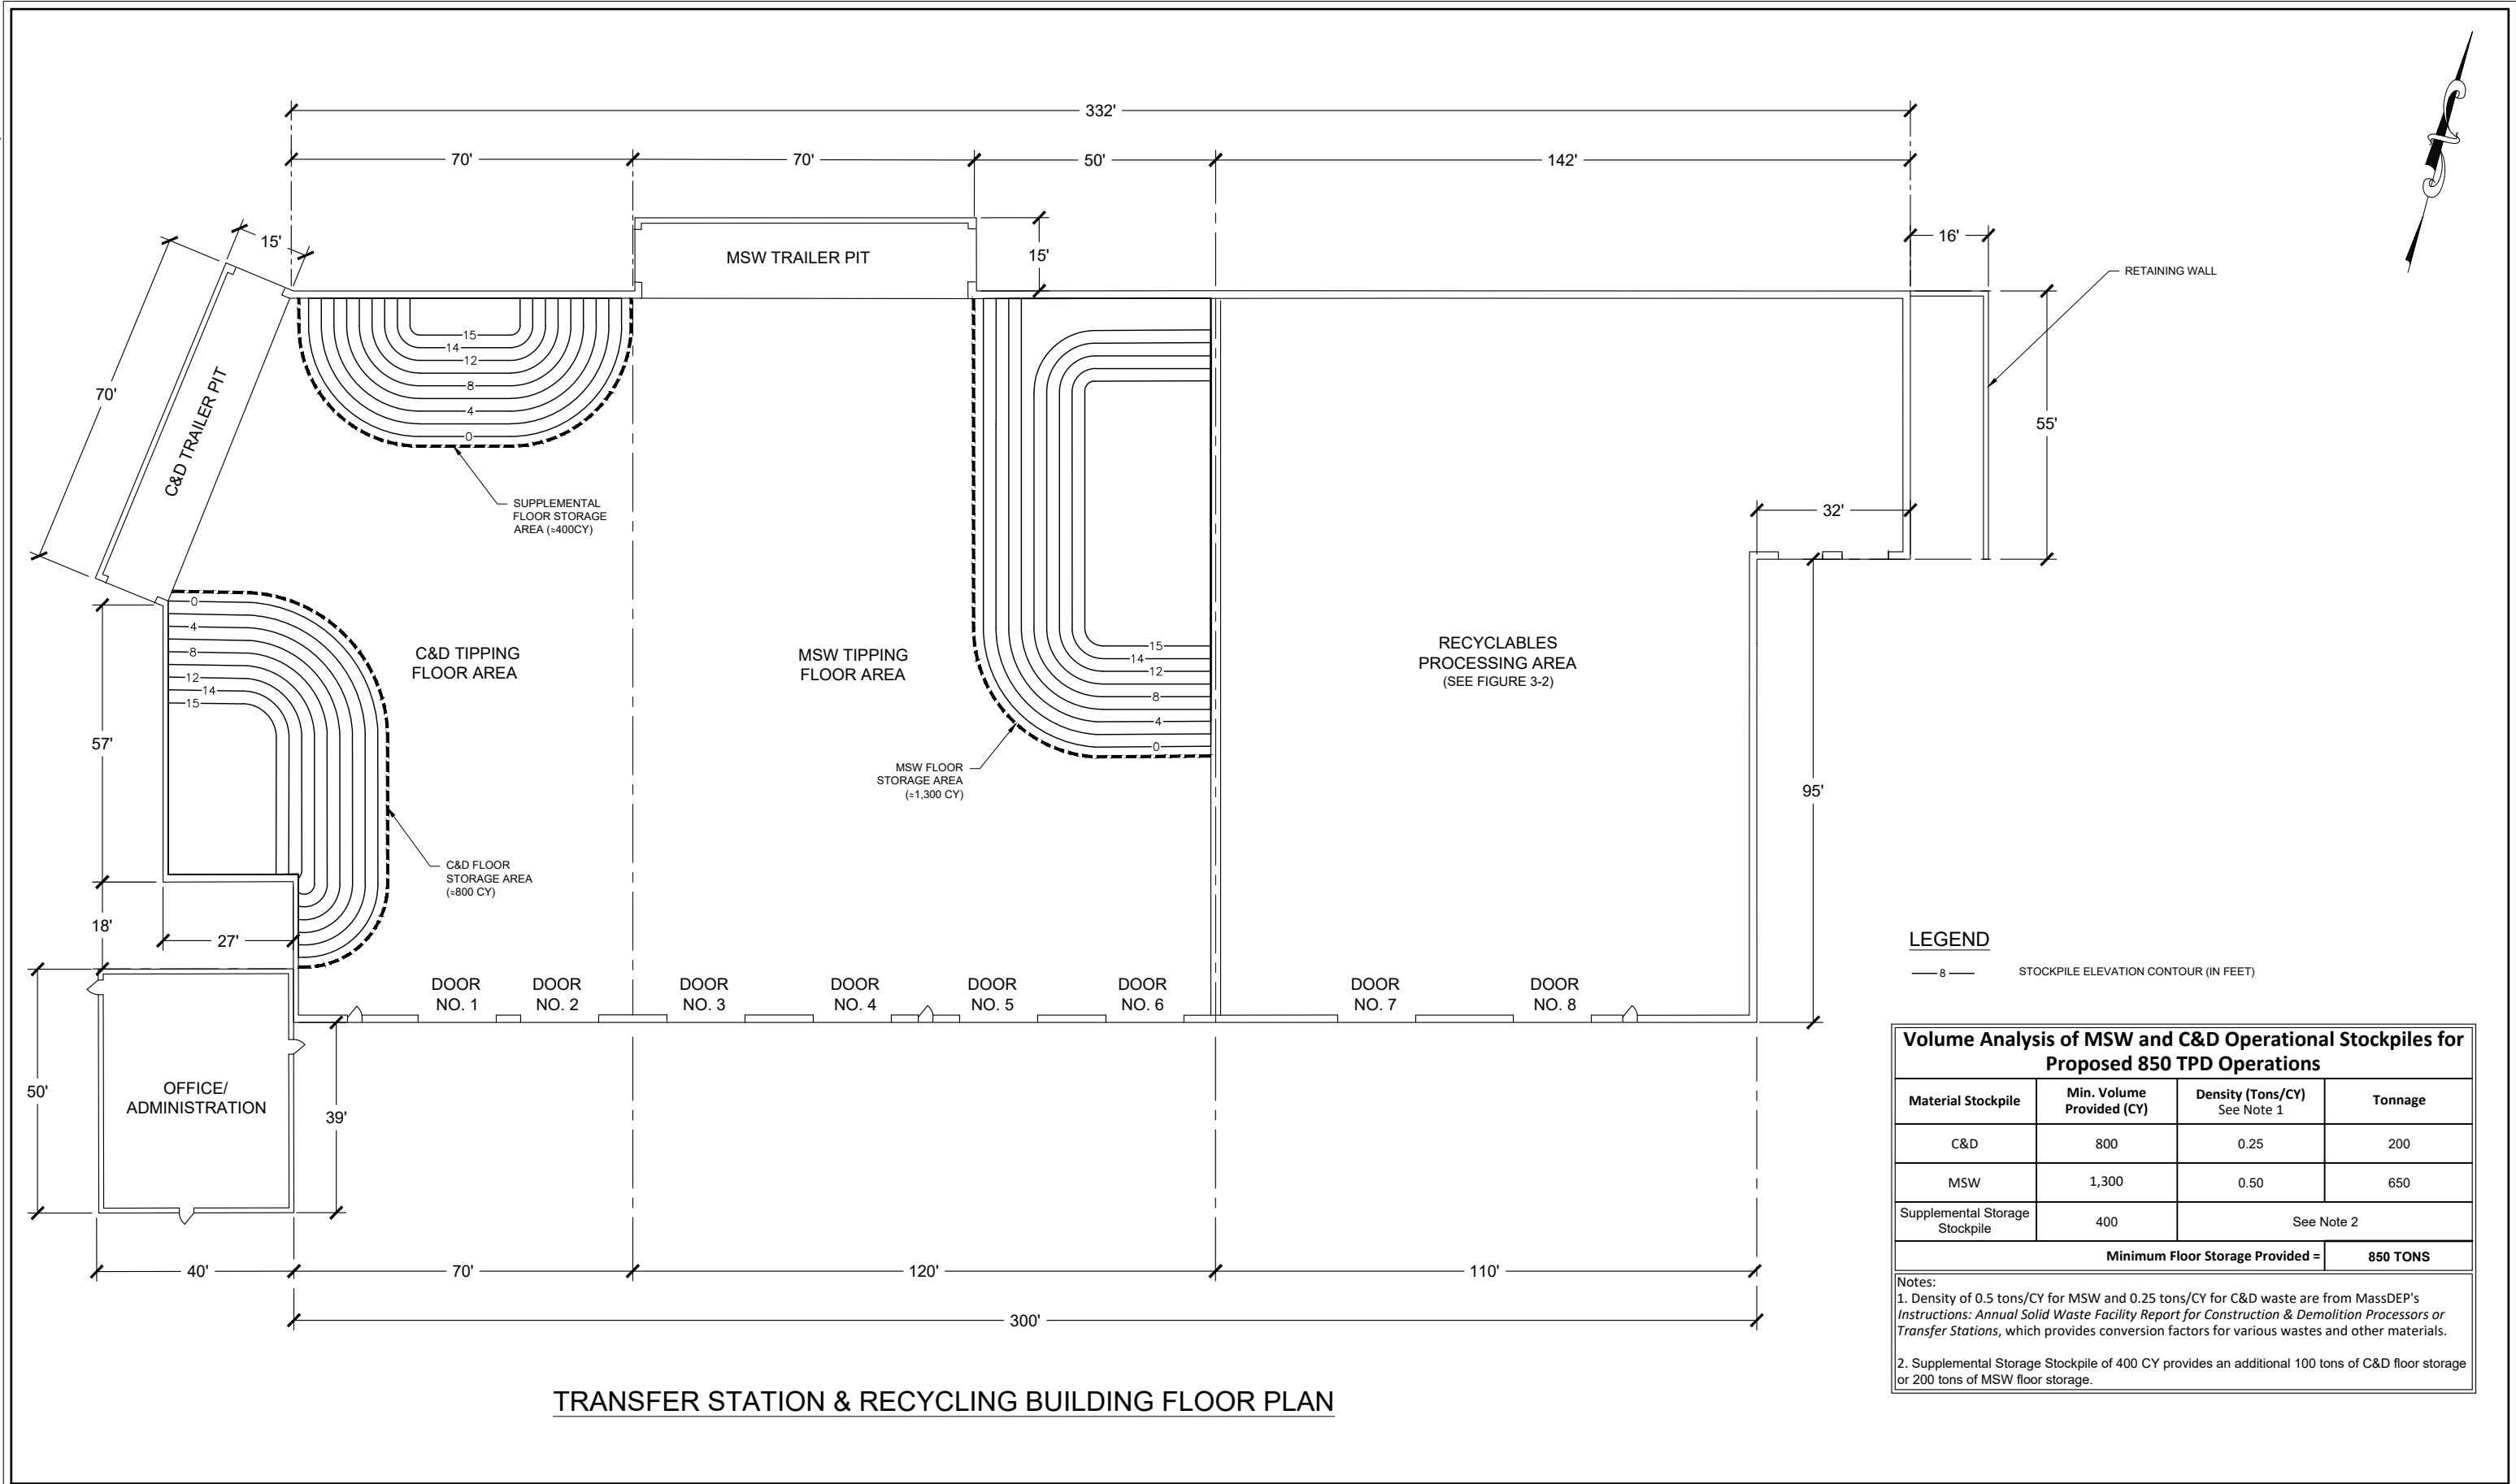 332'
70'
70'
50'
142'
15'
16'
MSW TRAILER PIT
15'
RETAINING WALL
70'
C&D TRAILER PIT
15
14
12
8
4
0
55'
SUPPLEMENTAL
FLOOR STORAGE
AREA (≈400CY)
32'
0
4
8
12
14
15
C&D TIPPING
FLOOR AREA
MSW TIPPING
FLOOR AREA
15
14
12
8
4
0
RECYCLABLES
PROCESSING AREA
(SEE FIGURE 3-2)
57'
MSW FLOOR
STORAGE AREA
(≈1,300 CY)
95'
C&D FLOOR
STORAGE AREA
(≈800 CY)
18'
27'
LEGEND
8 STOCKPILE ELEVATION CONTOUR (IN FEET)
DOOR
NO. 1
DOOR
NO. 2
DOOR
NO. 3
DOOR
NO. 4
DOOR
NO. 5
DOOR
NO. 6
DOOR
NO. 7
DOOR
NO. 8
50'
OFFICE/
ADMINISTRATION
39'
40'
70'
120'
110'
300'
Volume Analysis of MSW and C&D Operational Stockpiles for
Proposed 850 TPD Operations
Material Stockpile Min. Volume Provided (CY) Density (Tons/CY) See Note 1 Tonnage
C&D 800 0.25 200
MSW 1,300 0.50 650
Supplemental Storage Stockpile 400 See Note 2
Minimum Floor Storage Provided = 850 TONS
Notes:
1. Density of 0.5 tons/CY for MSW and 0.25 tons/CY for C&D waste are from MassDEP's
Instructions: Annual Solid Waste Facility Report for Construction & Demolition Processors or
Transfer Stations, which provides conversion factors for various wastes and other materials.
2. Supplemental Storage Stockpile of 400 CY provides an additional 100 tons of C&D floor storage
or 200 tons of MSW floor storage.
TRANSFER STATION & RECYCLING BUILDING FLOOR PLAN